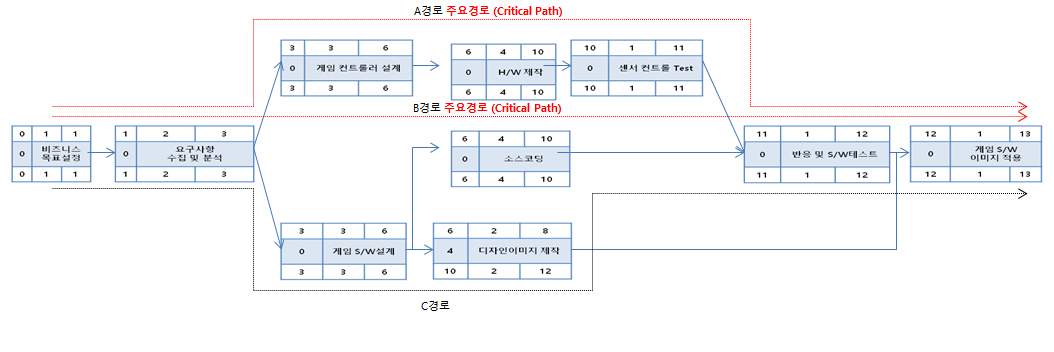 A경로 주요경로 (Critical Path)
3 3 6
0 게임 컨트롤러 설계
3 3 6
6 4 10
0 H/W 제작
6 4 10
10 1 11
0 센서 컨트롤 Test
10 1 11
B경로 주요경로 (Critical Path)
0 1 1
0 비즈니스
목표설정
0 1 1
1 2 3
0 요구사항
수집 및 분석
1 2 3
6 4 10
0 소스코딩
6 4 10
11 1 12
0 반응 및 S/W테스트
11 1 12
12 1 13
0 게임 S/W
이미지 적용
12 1 13
3 3 6
0 게임 S/W설계
3 3 6
6 2 8
4 디자인이미지 제작
10 2 12
C경로